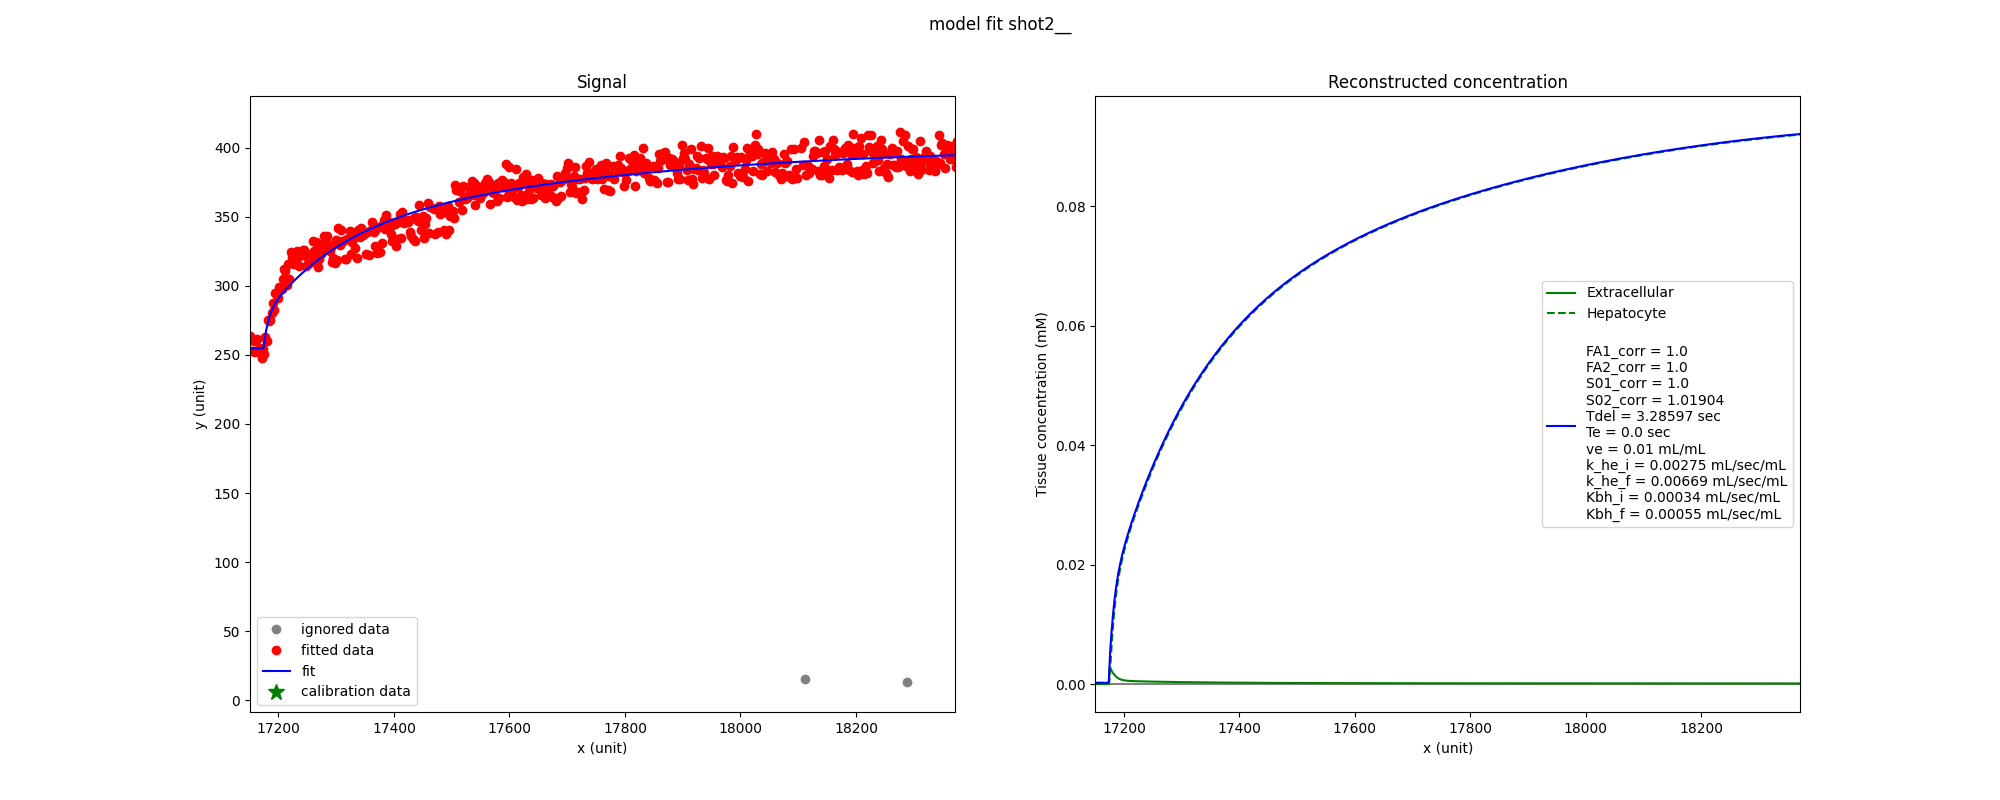 model fit shot2__
Signal
y (unit)
400
350
300
250
200
150
100
50
0
17200 17400 17600 17800 18000 18200
x (unit)
ignored data
fitted data
fit
calibration data
Reconstructed concentration
Tissue concentration (mM)
0.08
0.06
0.04
0.02
0.00
17200 17400 17600 17800 18000 18200
x (unit)
Extracellular
Hepatocyte
FA1_corr = 1.0
FA2_corr = 1.0
S01_corr = 1.0
S02_corr = 1.01904
Tdel = 3.28597 sec
Te = 0.0 sec
ve = 0.01 mL/mL
k_he_i = 0.00275 mL/sec/mL
k_he_f = 0.00669 mL/sec/mL
Kbh_i = 0.00034 mL/sec/mL
Kbh_f = 0.00055 mL/sec/mL